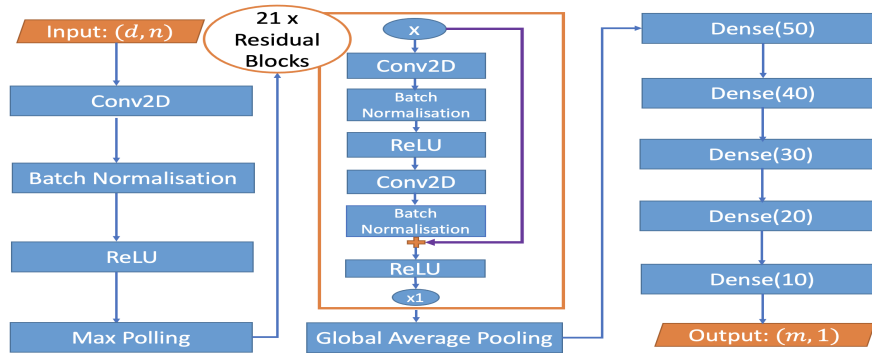 Input: (d, n)
Conv2D
Batch Normalisation
ReLU
Max Polling
21 x
Residual
Blocks
x
Conv2D
Batch
Normalisation
ReLU
Conv2D
Batch
Normalisation
ReLU
x1
Global Average Pooling
Dense(50)
Dense(40)
Dense(30)
Dense(20)
Dense(10)
Output: (m, 1)